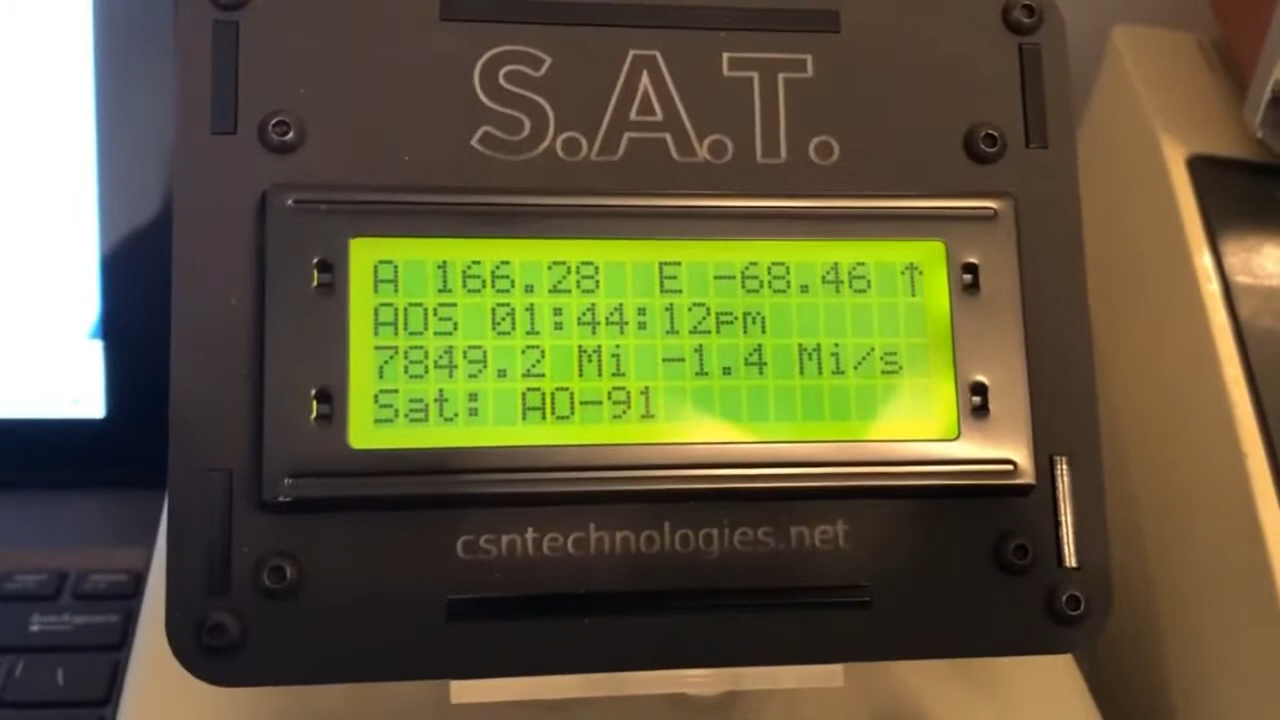 S.A.T.
A 166.28 E -68.46 ↑
AOS 01:44:12pm
7849.2 Mi -1.4 Mi/s
Sat: AO-91
csntechnologies.net